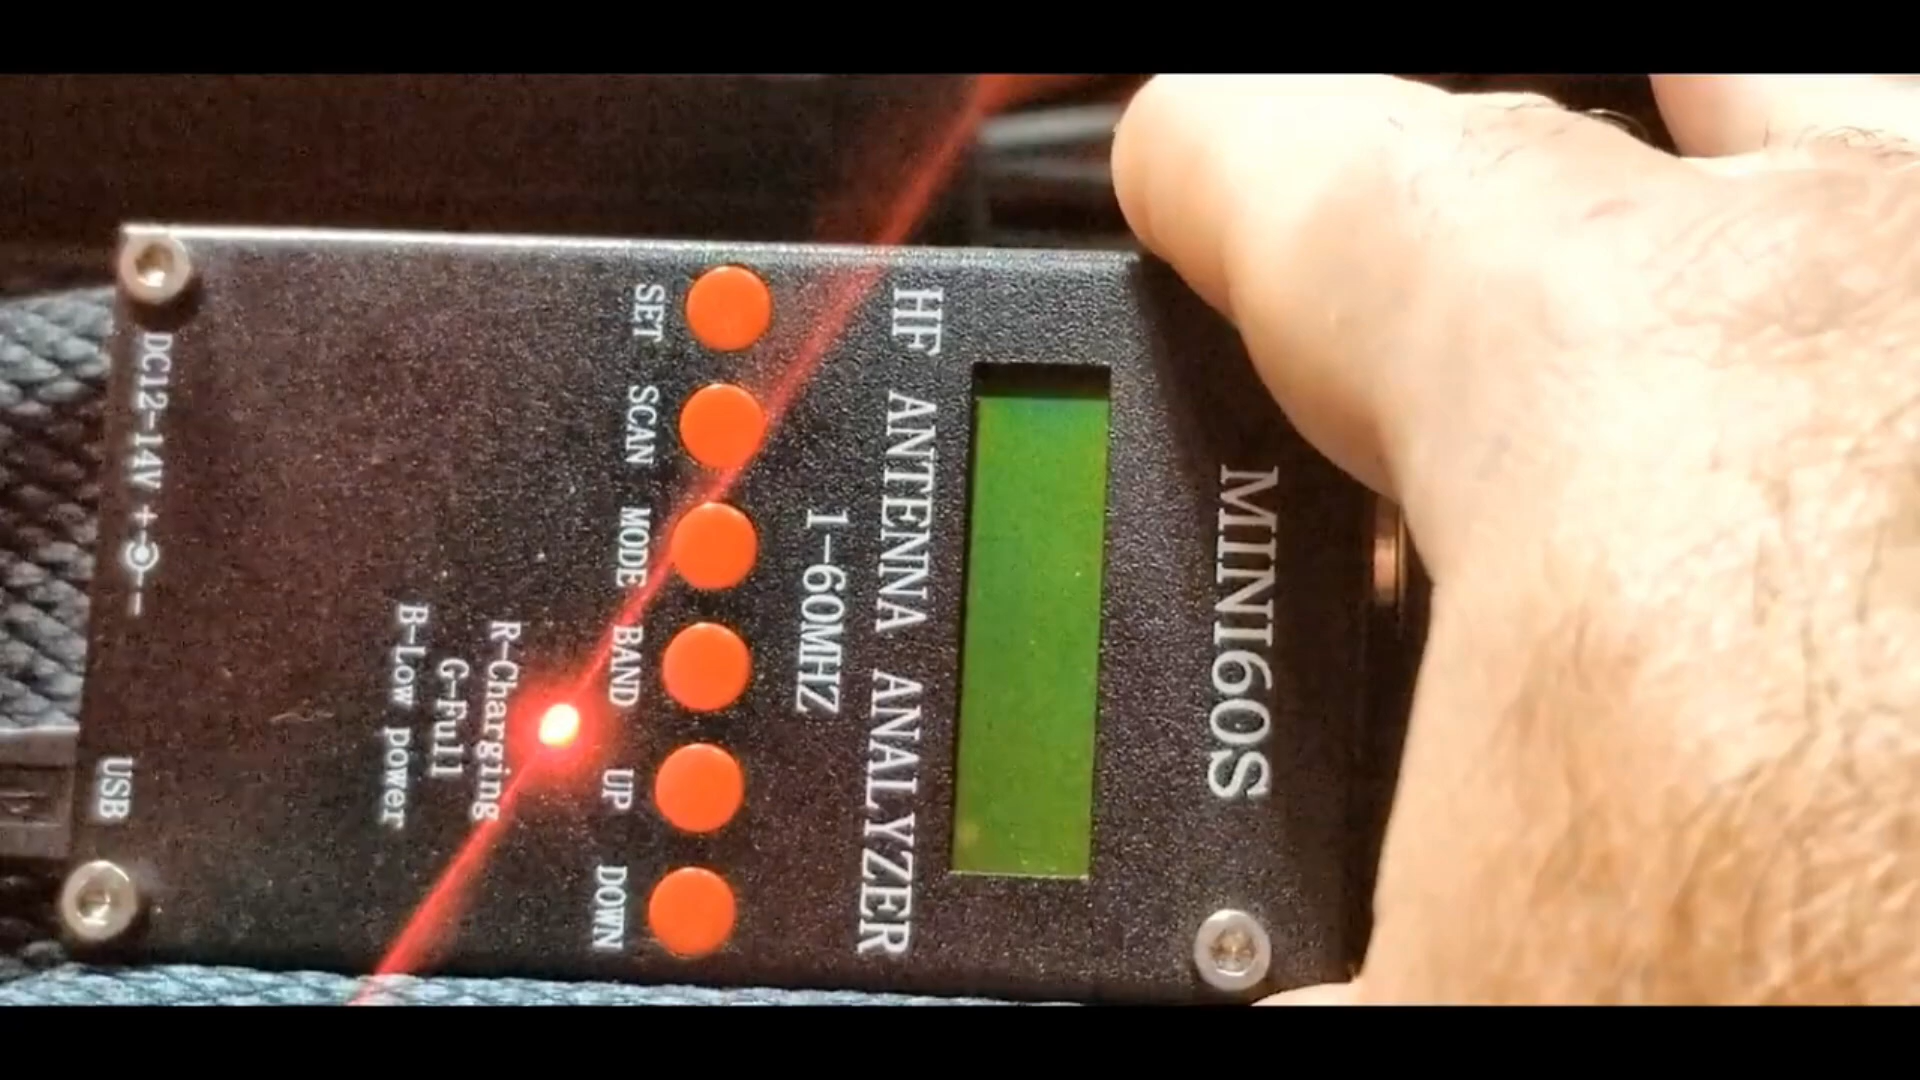 MINI60S
HF ANTENNA ANALYZER
1-60MHZ
SET SCAN MODE BAND UP DOWN
R-Charging
G-Full
B-Low power
DC12-14V + -
USB